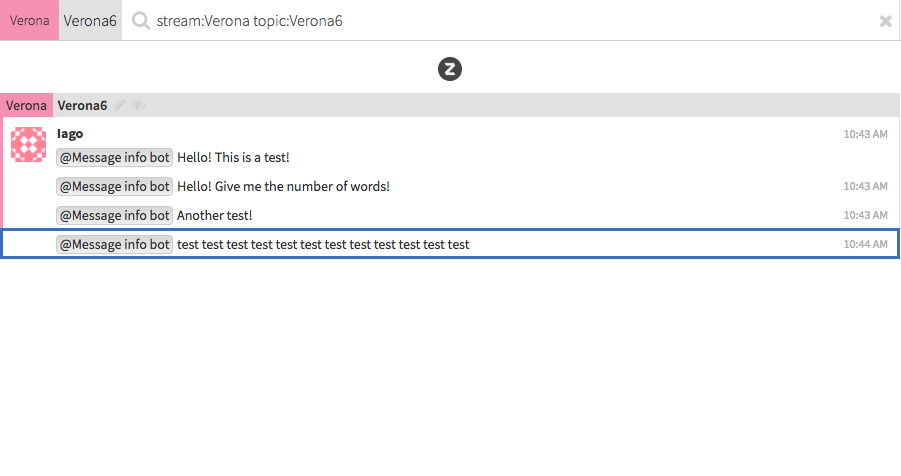 Verona Verona6 stream:Verona topic:Verona6
Z
Verona Verona6
Iago 10:43 AM
@Message info bot Hello! This is a test!
@Message info bot Hello! Give me the number of words! 10:43 AM
@Message info bot Another test! 10:43 AM
@Message info bot test test test test test test test test test test test test 10:44 AM